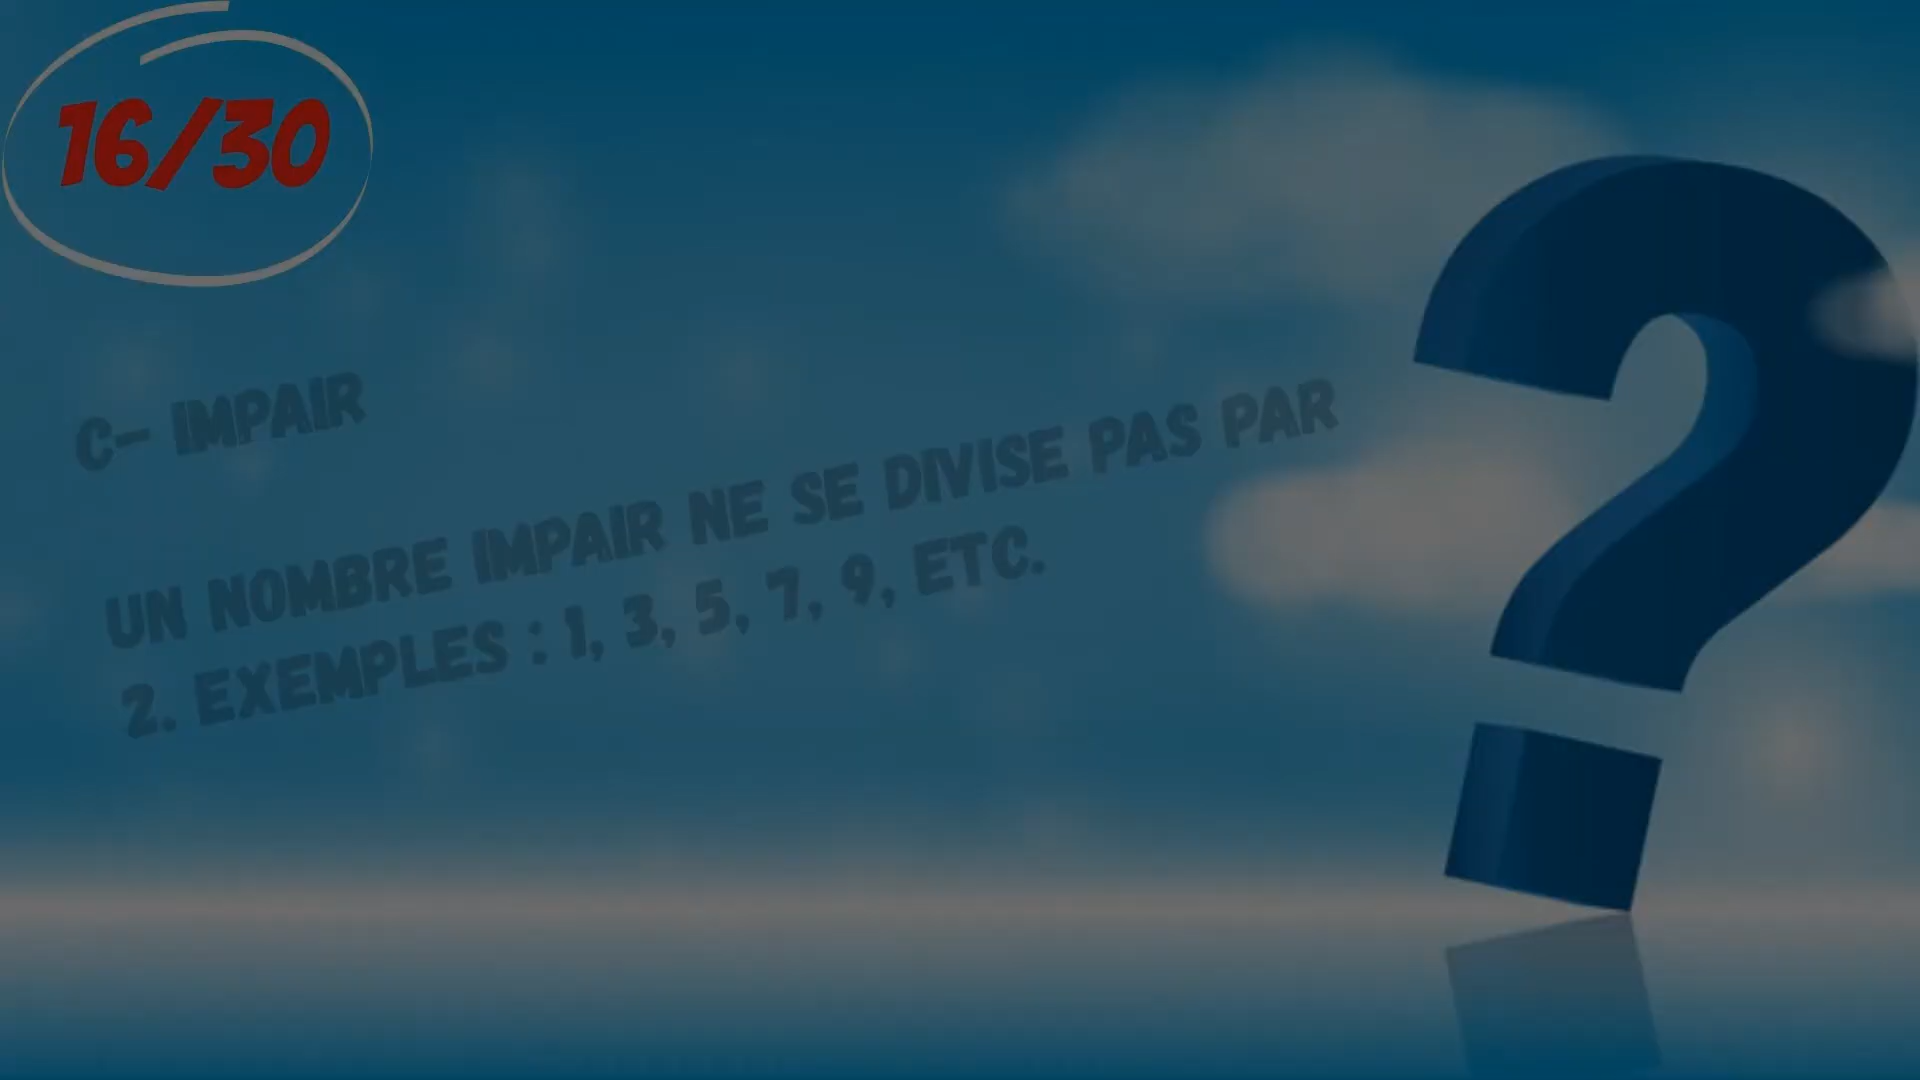 16/30
C- IMPAIR
UN NOMBRE IMPAIR NE SE DIVISE PAS PAR
2. EXEMPLES : 1, 3, 5, 7, 9, ETC.